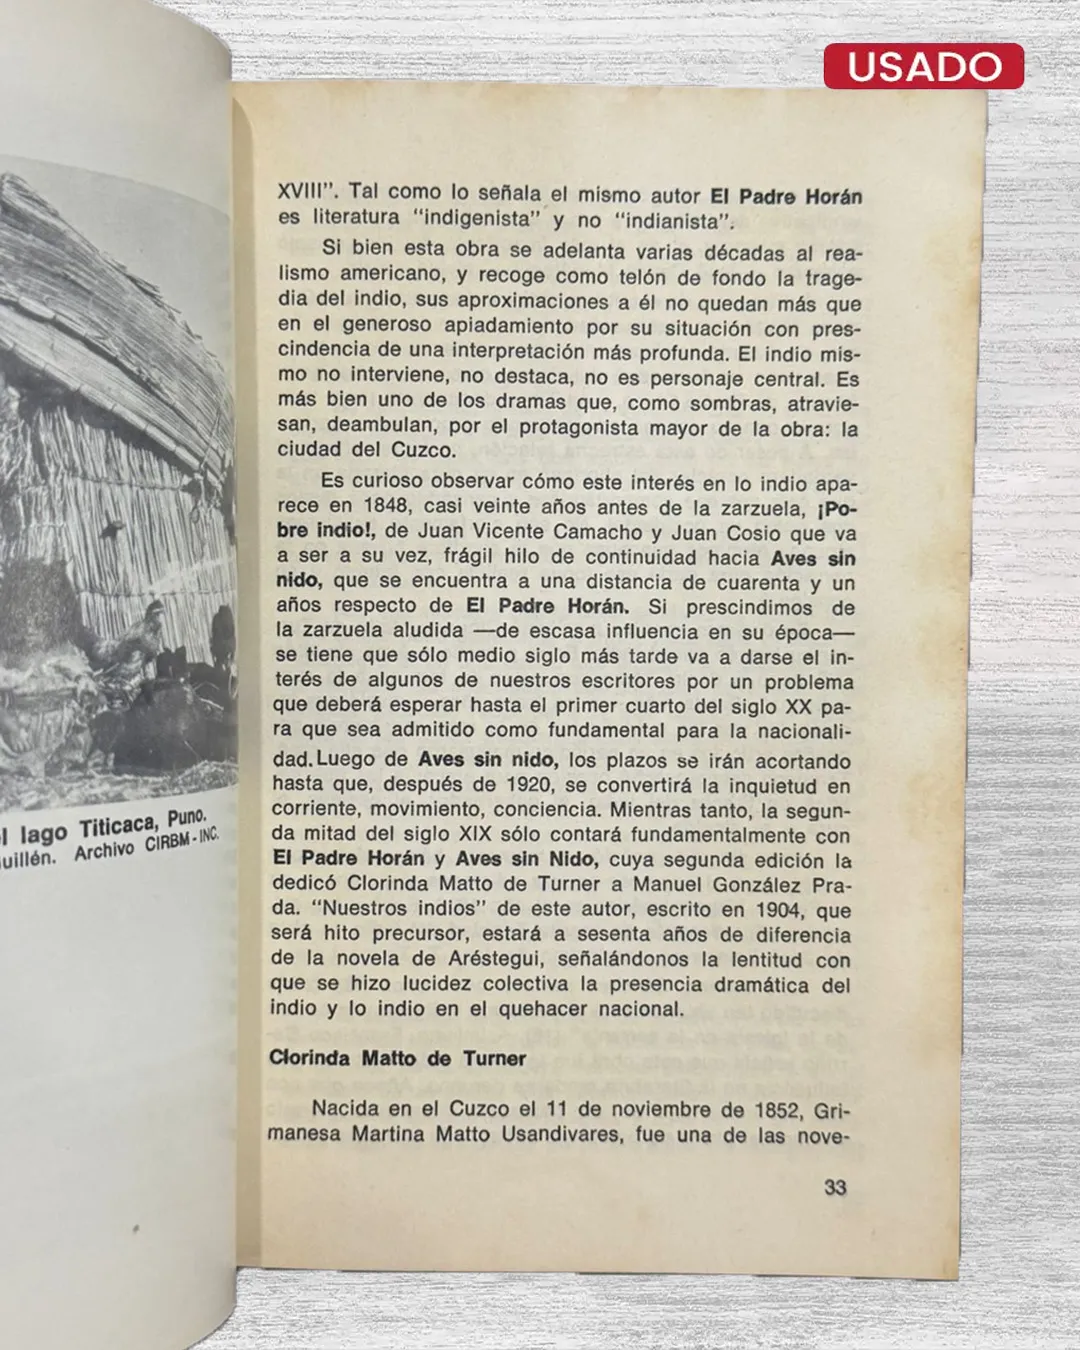 USADO
XVIII”. Tal como lo señala el mismo autor El Padre Horán
es literatura “indigenista” y no “indianista”.
Si bien esta obra se adelanta varias décadas al rea-
lismo americano, y recoge como telón de fondo la trage-
dia del indio, sus aproximaciones a él no quedan más que
en el generoso apiadamiento por su situación con pres-
cindencia de una interpretación más profunda. El indio mis-
mo no interviene, no destaca, no es personaje central. Es
más bien uno de los dramas que, como sombras, atravie-
san, deambulan, por el protagonista mayor de la obra: la
ciudad del Cuzco.
Es curioso observar cómo este interés en lo indio apa-
rece en 1848, casi veinte años antes de la zarzuela, ¡Po-
bre indio!, de Juan Vicente Camacho y Juan Cosio que va
a ser a su vez, frágil hilo de continuidad hacia Aves sin
nido, que se encuentra a una distancia de cuarenta y un
años respecto de El Padre Horán. Si prescindimos de
la zarzuela aludida —de escasa influencia en su época—
se tiene que sólo medio siglo más tarde va a darse el in-
terés de algunos de nuestros escritores por un problema
que deberá esperar hasta el primer cuarto del siglo XX pa-
ra que sea admitido como fundamental para la nacionali-
dad. Luego de Aves sin nido, los plazos se irán acortando
hasta que, después de 1920, se convertirá la inquietud en
corriente, movimiento, conciencia. Mientras tanto, la segun-
da mitad del siglo XIX sólo contará fundamentalmente con
El Padre Horán y Aves sin Nido, cuya segunda edición la
dedicó Clorinda Matto de Turner a Manuel González Pra-
da. “Nuestros indios” de este autor, escrito en 1904, que
será hito precursor, estará a sesenta años de diferencia
de la novela de Aréstegui, señalándonos la lentitud con
que se hizo lucidez colectiva la presencia dramática del
indio y lo indio en el quehacer nacional.
Clorinda Matto de Turner
Nacida en el Cuzco el 11 de noviembre de 1852, Gri-
manesa Martina Matto Usandivares, fue una de las nove-
33
lago Titicaca, Puno.
Archivo CIRBM-INC.